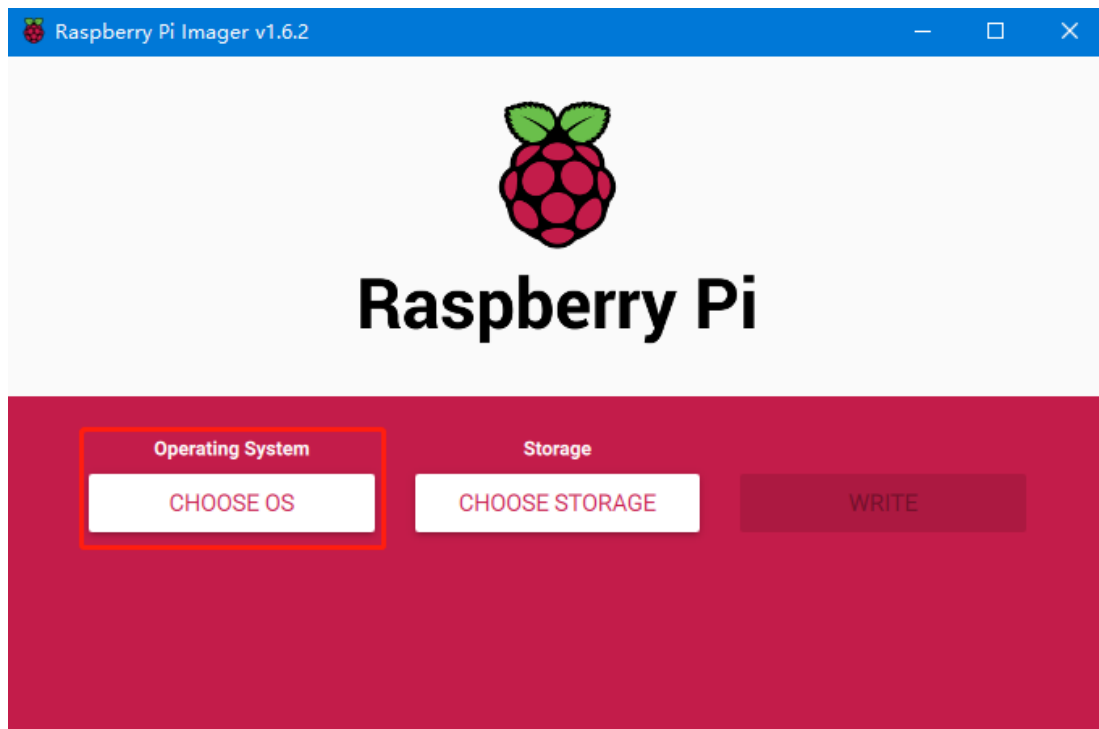 Raspberry Pi Imager v1.6.2
Raspberry Pi
Operating System
Storage
CHOOSE OS
CHOOSE STORAGE
WRITE